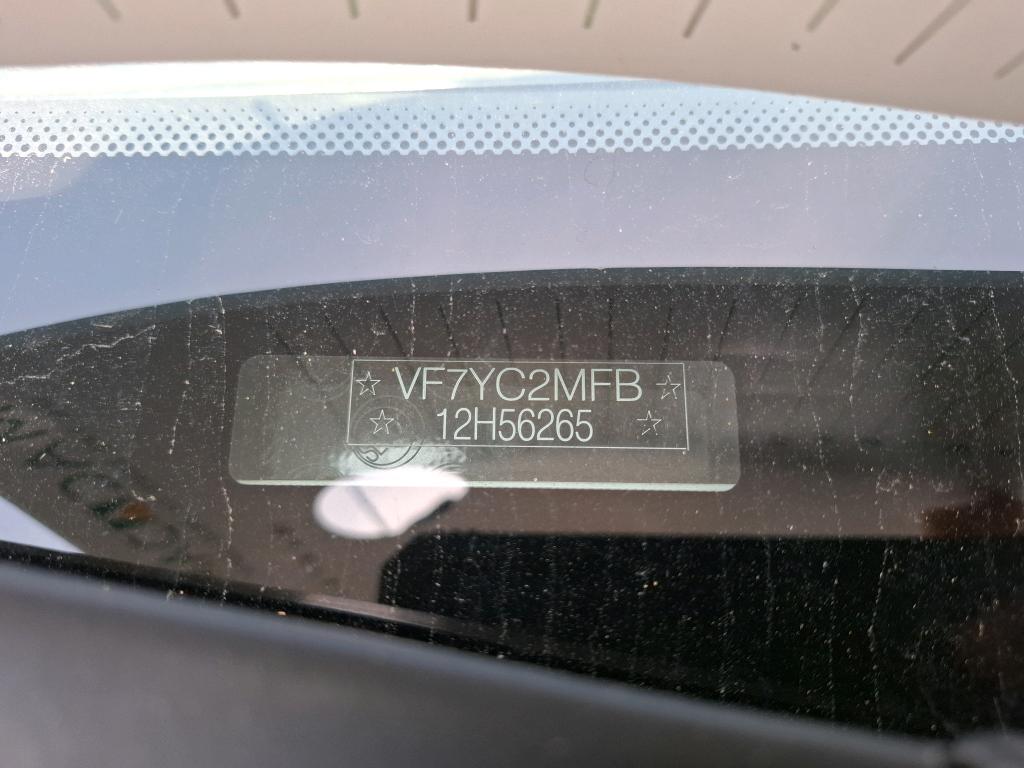 ☆ VF7YC2MFB ☆
☆ 12H56265 ☆